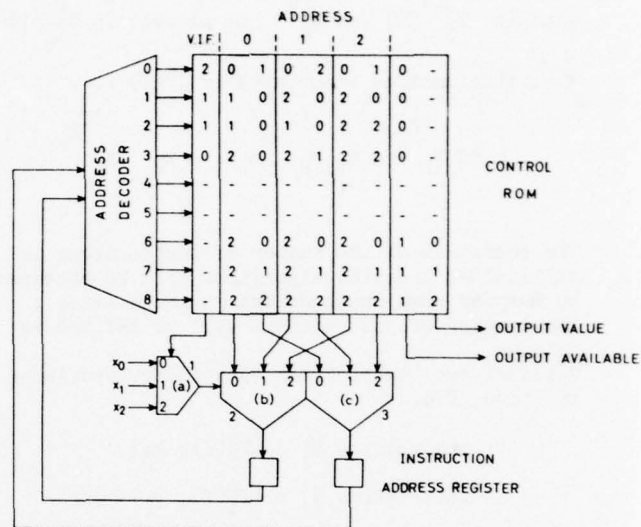 ADDRESS
V.I.F. 0 1 2
0 2 0 1 0 2 0 1 0 -
1 1 1 0 2 0 2 0 0 -
2 1 1 0 1 0 2 2 0 -
3 0 2 0 2 1 2 2 0 -
4 - - - - - - - - -
5 - - - - - - - - -
6 - 2 0 2 0 2 0 1 0
7 - 2 1 2 1 2 1 1 1
8 - 2 2 2 2 2 2 1 2
ADDRESS
DECODER
CONTROL
ROM
OUTPUT VALUE
OUTPUT AVAILABLE
x0 0 1
x1 1 (a)
x2 2
0 1 2 0 1 2
(b) (c)
2 3
INSTRUCTION
ADDRESS REGISTER